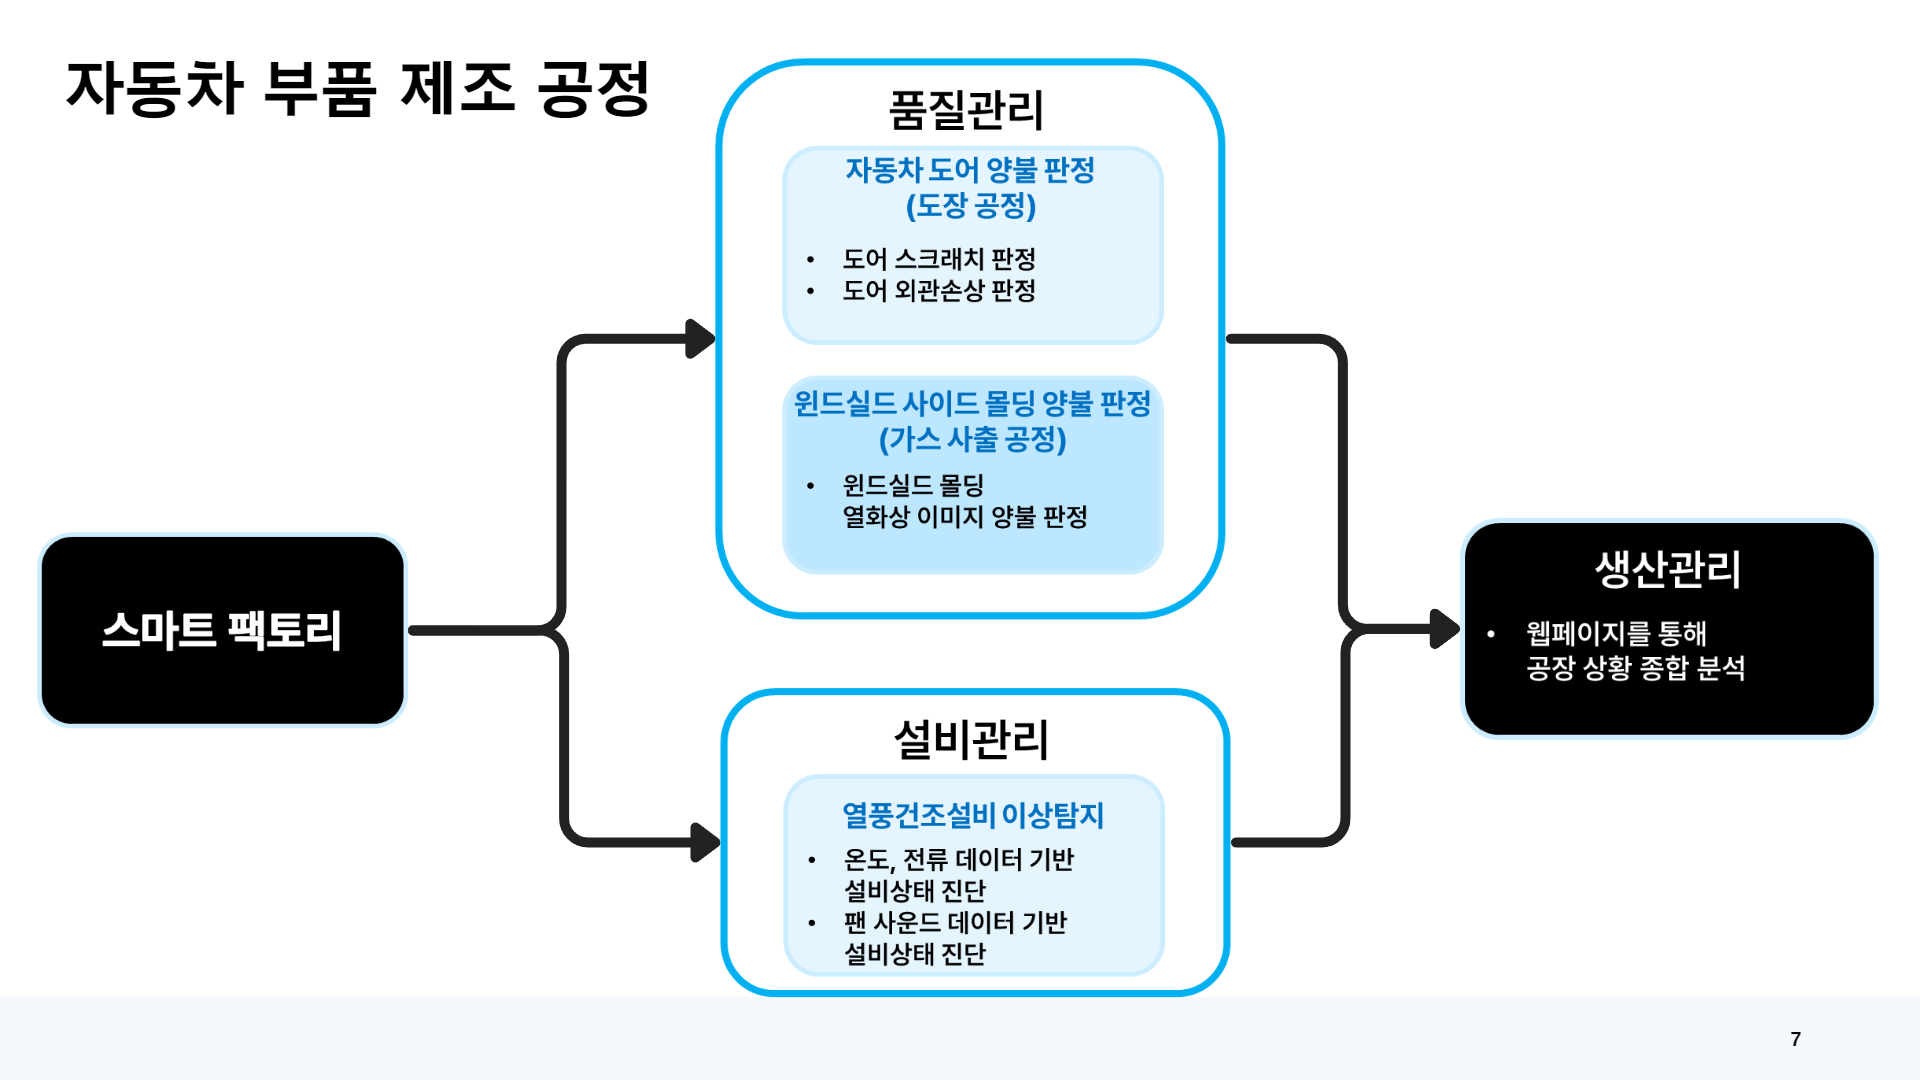 자동차 부품 제조 공정
품질관리
자동차 도어 양불 판정
(도장 공정)
• 도어 스크래치 판정
• 도어 외관손상 판정
윈드실드 사이드 몰딩 양불 판정
(가스 사출 공정)
• 윈드실드 몰딩
열화상 이미지 양불 판정
스마트 팩토리
설비관리
열풍건조설비 이상탐지
• 온도, 전류 데이터 기반
설비상태 진단
• 팬 사운드 데이터 기반
설비상태 진단
생산관리
• 웹페이지를 통해
공장 상황 종합 분석
7